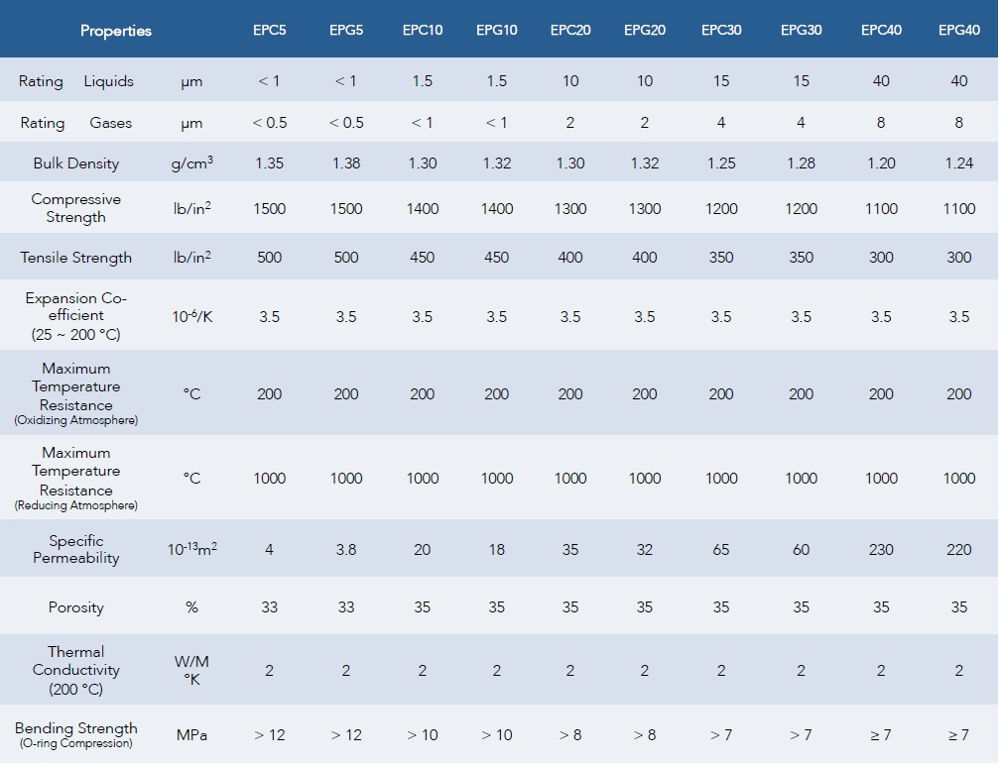 Properties EPC5 EPG5 EPC10 EPG10 EPC20 EPG20 EPC30 EPG30 EPC40 EPG40
Rating Liquids µm < 1 < 1 1.5 1.5 10 10 15 15 40 40
Rating Gases µm < 0.5 < 0.5 < 1 < 1 2 2 4 4 8 8
Bulk Density g/cm³ 1.35 1.38 1.30 1.32 1.30 1.32 1.25 1.28 1.20 1.24
Compressive
Strength lb/in² 1500 1500 1400 1400 1300 1300 1200 1200 1100 1100
Tensile Strength lb/in² 500 500 450 450 400 400 350 350 300 300
Expansion Co-
efficient
(25 ~ 200 °C) 10⁻⁶/K 3.5 3.5 3.5 3.5 3.5 3.5 3.5 3.5 3.5 3.5
Maximum
Temperature
Resistance
(Oxidizing Atmosphere) °C 200 200 200 200 200 200 200 200 200 200
Maximum
Temperature
Resistance
(Reducing Atmosphere) °C 1000 1000 1000 1000 1000 1000 1000 1000 1000 1000
Specific
Permeability 10⁻¹³m² 4 3.8 20 18 35 32 65 60 230 220
Porosity % 33 33 35 35 35 35 35 35 35 35
Thermal
Conductivity
(200 °C) W/M
°K 2 2 2 2 2 2 2 2 2 2
Bending Strength
(O-ring Compression) MPa > 12 > 12 > 10 > 10 > 8 > 8 > 7 > 7 ≥ 7 ≥ 7